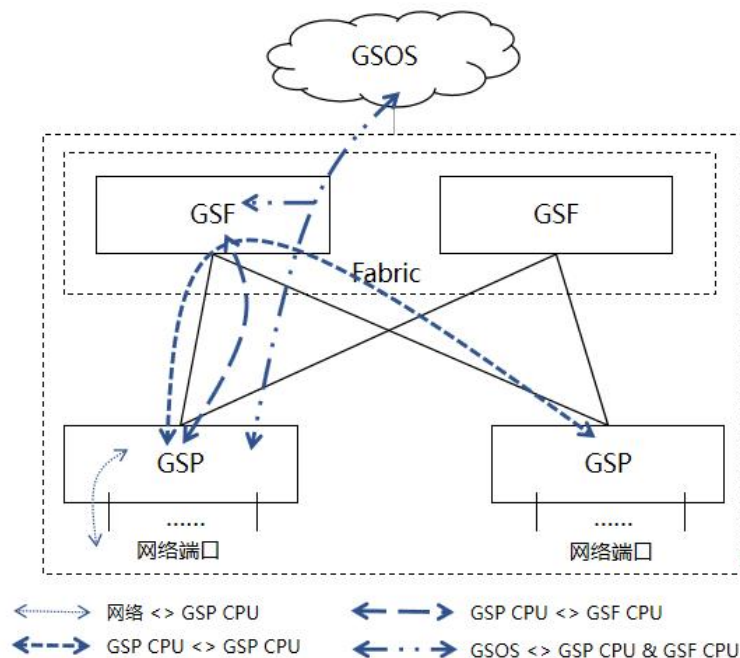 GSOS
GSF
GSF
Fabric
GSP
GSP
......
......
网络端口
网络端口
网络 <> GSP CPU
GSP CPU <> GSF CPU
GSP CPU <> GSP CPU
GSOS <> GSP CPU & GSF CPU